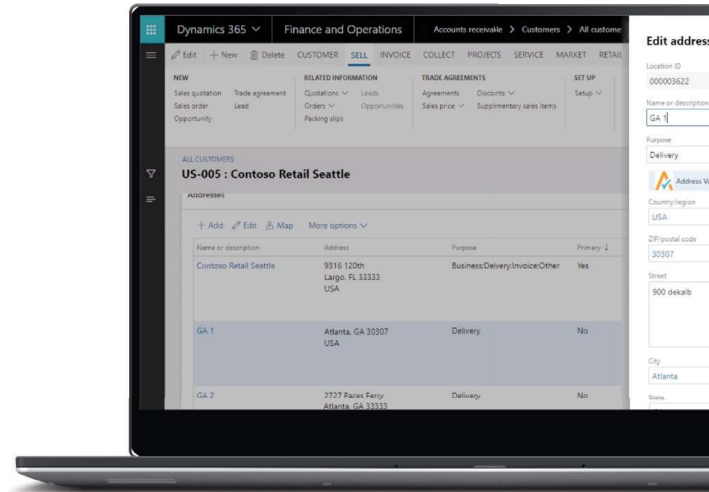 Dynamics 365
Finance and Operations
Accounts receivable > Customers > All custome
Edit
+ New
Delete
CUSTOMER
SELL
INVOICE
COLLECT
PROJECTS
SERVICE
MARKET
RETAIL
NEW
Sales quotation
Trade agreement
Sales order
Lead
Opportunity
RELATED INFORMATION
Quotations
Leads
Orders
Opportunities
Packing slips
TRADE AGREEMENTS
Agreements
Discounts
Sales price
Supplimentary sales items
SET UP
Setup
ALL CUSTOMERS
US-005 : Contoso Retail Seattle
Addresses
+ Add
Edit
Map
More options
Name or description
Address
Purpose
Primary ↓
Contoso Retail Seattle
9316 120th
Largo, FL 33333
USA
Business;Delvery;Invoice;Other
Yes
GA 1
Atlanta, GA 30307
USA
Delivery
No
GA 2
2727 Paces Ferry
Atlanta, GA 33333
Delivery
No
Edit address
Location ID
000003622
Name or description
GA 1
Purpose
Delivery
Address Va
Country/region
USA
ZIP/postal code
30307
Street
900 dekalb
City
Atlanta
State